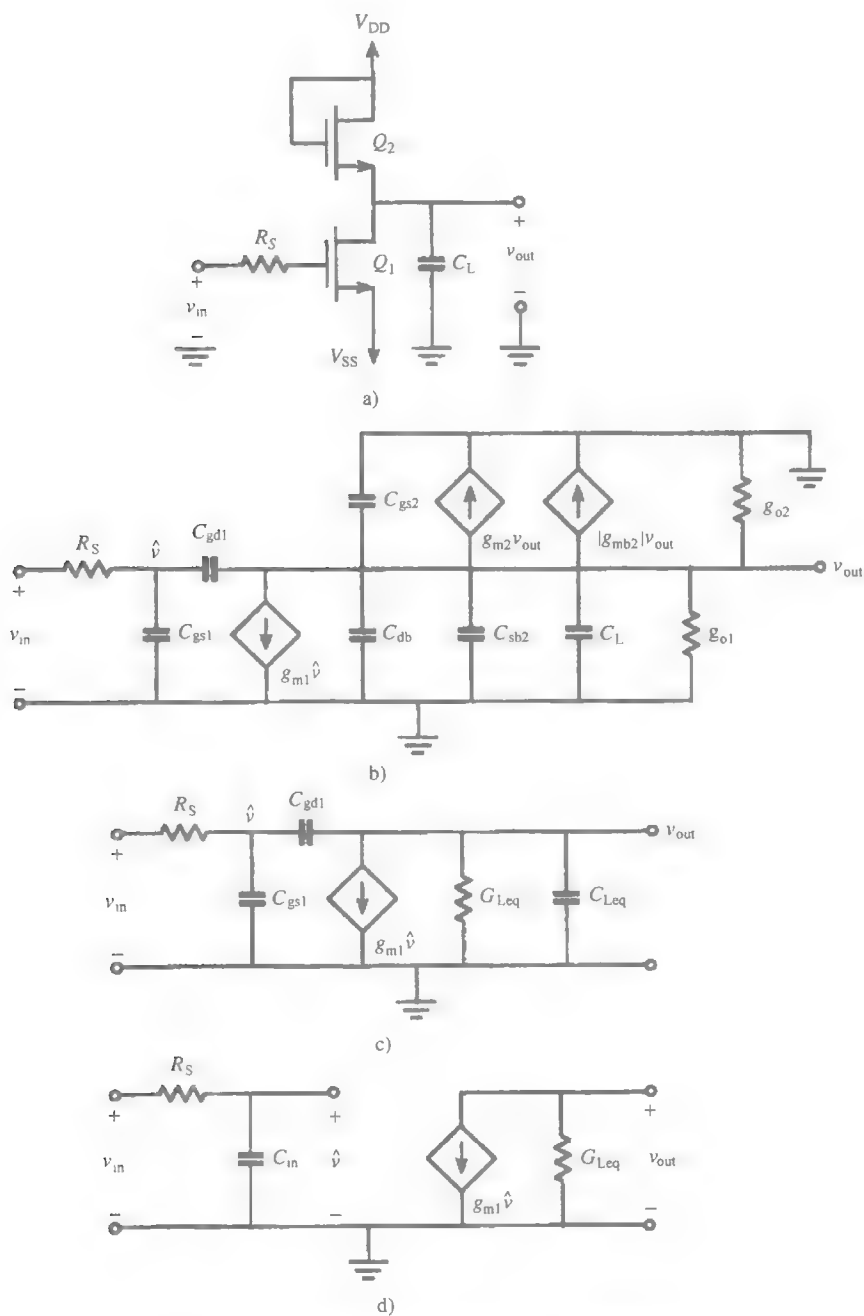 V_DD
Q_2
R_S
Q_1
C_L
+
v_out
+
v_in
–
–
V_SS
a)
C_gs2
g_m2 v_out
|g_mb2| v_out
g_o2
R_S
v̂
C_gd1
v_out
+
v_in
C_gs1
g_m1 v̂
C_db
C_sb2
C_L
g_o1
–
b)
R_S
v̂
C_gd1
v_out
+
v_in
C_gs1
g_m1 v̂
G_Leq
C_Leq
–
c)
R_S
+
+
+
v_in
C_in
v̂
g_m1 v̂
G_Leq
v_out
–
–
–
d)